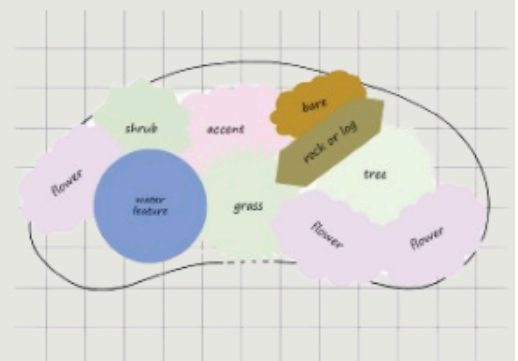 bare
shrub
accent
rock or log
flower
tree
water
feature
grass
flower
flower